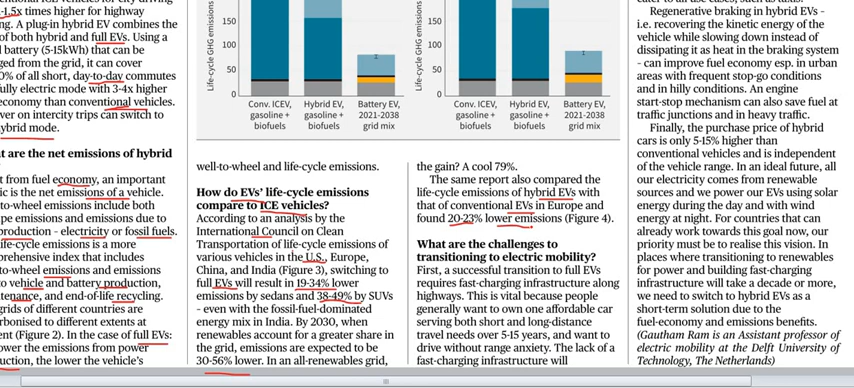 -1.5x times higher for highway
ng. A plug-in hybrid EV combines the
of both hybrid and full EVs. Using a
l battery (5-15kWh) that can be
ged from the grid, it can cover
0% of all short, day-to-day commutes
fully electric mode with 3-4x higher
economy than conventional vehicles.
ver on intercity trips can switch to
ybrid mode.
at are the net emissions of hybrid
t from fuel economy, an important
ic is the net emissions of a vehicle.
to-wheel emissions include both
pe emissions and emissions due to
production - electricity or fossil fuels.
ife-cycle emissions is a more
prehensive index that includes
to-wheel emissions and emissions
to vehicle and battery production,
tenance, and end-of-life recycling.
grids of different countries are
rbonised to different extents at
ent (Figure 2). In the case of full EVs:
ower the emissions from power
uction, the lower the vehicle's
Life-cycle GHG emissions
150
100
50
0
Conv. ICEV, gasoline + biofuels
Hybrid EV, gasoline + biofuels
Battery EV, 2021-2038 grid mix
Life-cycle GHG emissions
150
100
50
0
Conv. ICEV, gasoline + biofuels
Hybrid EV, gasoline + biofuels
Battery EV, 2021-2038 grid mix
well-to-wheel and life-cycle emissions.
How do EVs' life-cycle emissions
compare to ICE vehicles?
According to an analysis by the
International Council on Clean
Transportation of life-cycle emissions of
various vehicles in the U.S., Europe,
China, and India (Figure 3), switching to
full EVs will result in 19-34% lower
emissions by sedans and 38-49% by SUVs
- even with the fossil-fuel-dominated
energy mix in India. By 2030, when
renewables account for a greater share in
the grid, emissions are expected to be
30-56% lower. In an all-renewables grid,
the gain? A cool 79%.
The same report also compared the
life-cycle emissions of hybrid EVs with
that of conventional EVs in Europe and
found 20-23% lower emissions (Figure 4).
What are the challenges to
transitioning to electric mobility?
First, a successful transition to full EVs
requires fast-charging infrastructure along
highways. This is vital because people
generally want to own one affordable car
serving both short and long-distance
travel needs over 5-15 years, and want to
drive without range anxiety. The lack of a
fast-charging infrastructure will
Regenerative braking in hybrid EVs -
i.e. recovering the kinetic energy of the
vehicle while slowing down instead of
dissipating it as heat in the braking system
- can improve fuel economy esp. in urban
areas with frequent stop-go conditions
and in hilly conditions. An engine
start-stop mechanism can also save fuel at
traffic junctions and in heavy traffic.
Finally, the purchase price of hybrid
cars is only 5-15% higher than
conventional vehicles and is independent
of the vehicle range. In an ideal future, all
our electricity comes from renewable
sources and we power our EVs using solar
energy during the day and with wind
energy at night. For countries that can
already work towards this goal now, our
priority must be to realise this vision. In
places where transitioning to renewables
for power and building fast-charging
infrastructure will take a decade or more,
we need to switch to hybrid EVs as a
short-term solution due to the
fuel-economy and emissions benefits.
(Gautham Ram is an Assistant professor of
electric mobility at the Delft University of
Technology, The Netherlands)